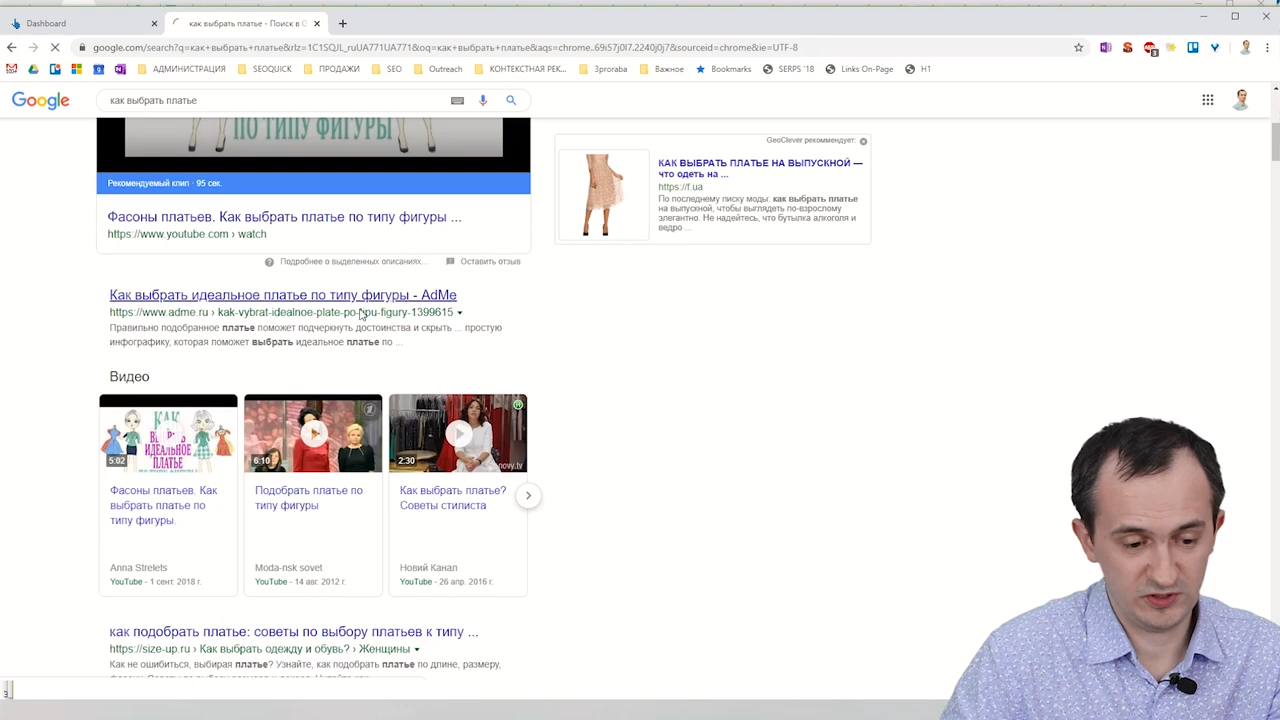 Dashboard
как выбрать платье - Поиск в G
google.com/search?q=как+выбрать+платье&rlz=1C1SQJL_ruUA771UA771&oq=как+выбрать+платье&aqs=chrome..69i57j0l7.2240j0j7&sourceid=chrome&ie=UTF-8
АДМИНИСТРАЦИЯ SEOQUICK ПРОДАЖИ SEO Outreach КОНТЕКСТНАЯ РЕК... 3proraba Важное Bookmarks SERPS '18 Links On-Page H1
Google
как выбрать платье
ПО ТИПУ ФИГУРЫ
Рекомендуемый клип · 95 сек.
Фасоны платьев. Как выбрать платье по типу фигуры ...
https://www.youtube.com › watch
Подробнее о выделенных описаниях... Оставить отзыв
GeoClever рекомендует:
КАК ВЫБРАТЬ ПЛАТЬЕ НА ВЫПУСКНОЙ —
что одеть на ...
https://f.ua
По последнему писку моды: как выбрать платье
на выпускной, чтобы выглядеть по-взрослому
элегантно. Не надейтесь, что бутылка алкоголя и
ведро ...
Как выбрать идеальное платье по типу фигуры - AdMe
https://www.adme.ru › kak-vybrat-idealnoe-plate-po-tipu-figury-1399615
Правильно подобранное платье поможет подчеркнуть достоинства и скрыть ... простую
инфографику, которая поможет выбрать идеальное платье по ...
Видео
КАК
ВЫБРАТЬ
ИДЕАЛЬНОЕ
ПЛАТЬЕ
5:02
6:10
2:30
novy.tv
Фасоны платьев. Как
выбрать платье по
типу фигуры.
Anna Strelets
YouTube - 1 сент. 2018 г.
Подобрать платье по
типу фигуры
Moda-nsk sovet
YouTube - 14 авг. 2012 г.
Как выбрать платье?
Советы стилиста
Новий Канал
YouTube - 26 апр. 2016 г.
как подобрать платье: советы по выбору платьев к типу ...
https://size-up.ru › Как выбрать одежду и обувь? › Женщины
Как не ошибиться, выбирая платье? Узнайте, как подобрать платье по длине, размеру,